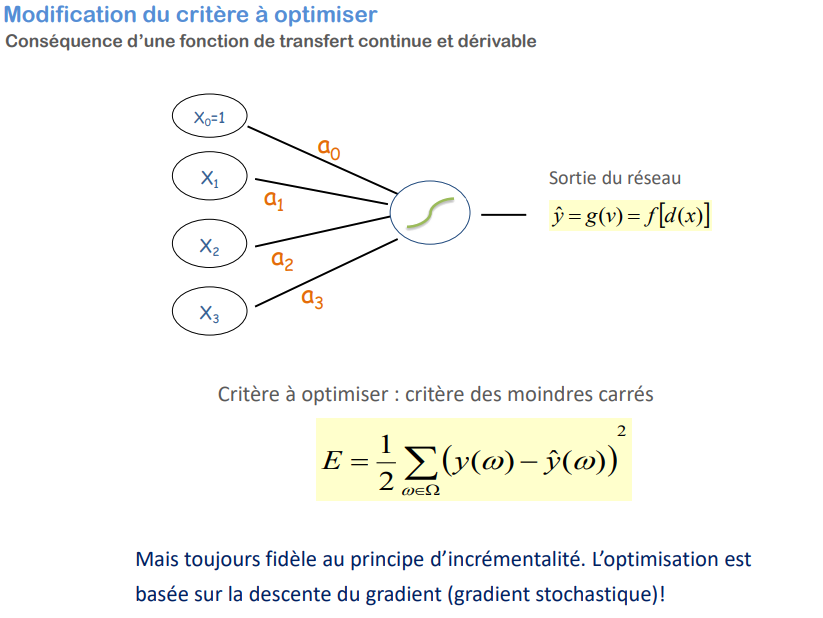 Modification du critère à optimiser
Conséquence d'une fonction de transfert continue et dérivable
X₀=1
a₀
X₁
a₁
Sortie du réseau
ŷ = g(v) = f[d(x)]
X₂
a₂
X₃
a₃
Critère à optimiser : critère des moindres carrés
E = 1/2 ∑_{ω∈Ω} (y(ω) − ŷ(ω))²
Mais toujours fidèle au principe d'incrémentalité. L'optimisation est
basée sur la descente du gradient (gradient stochastique)!